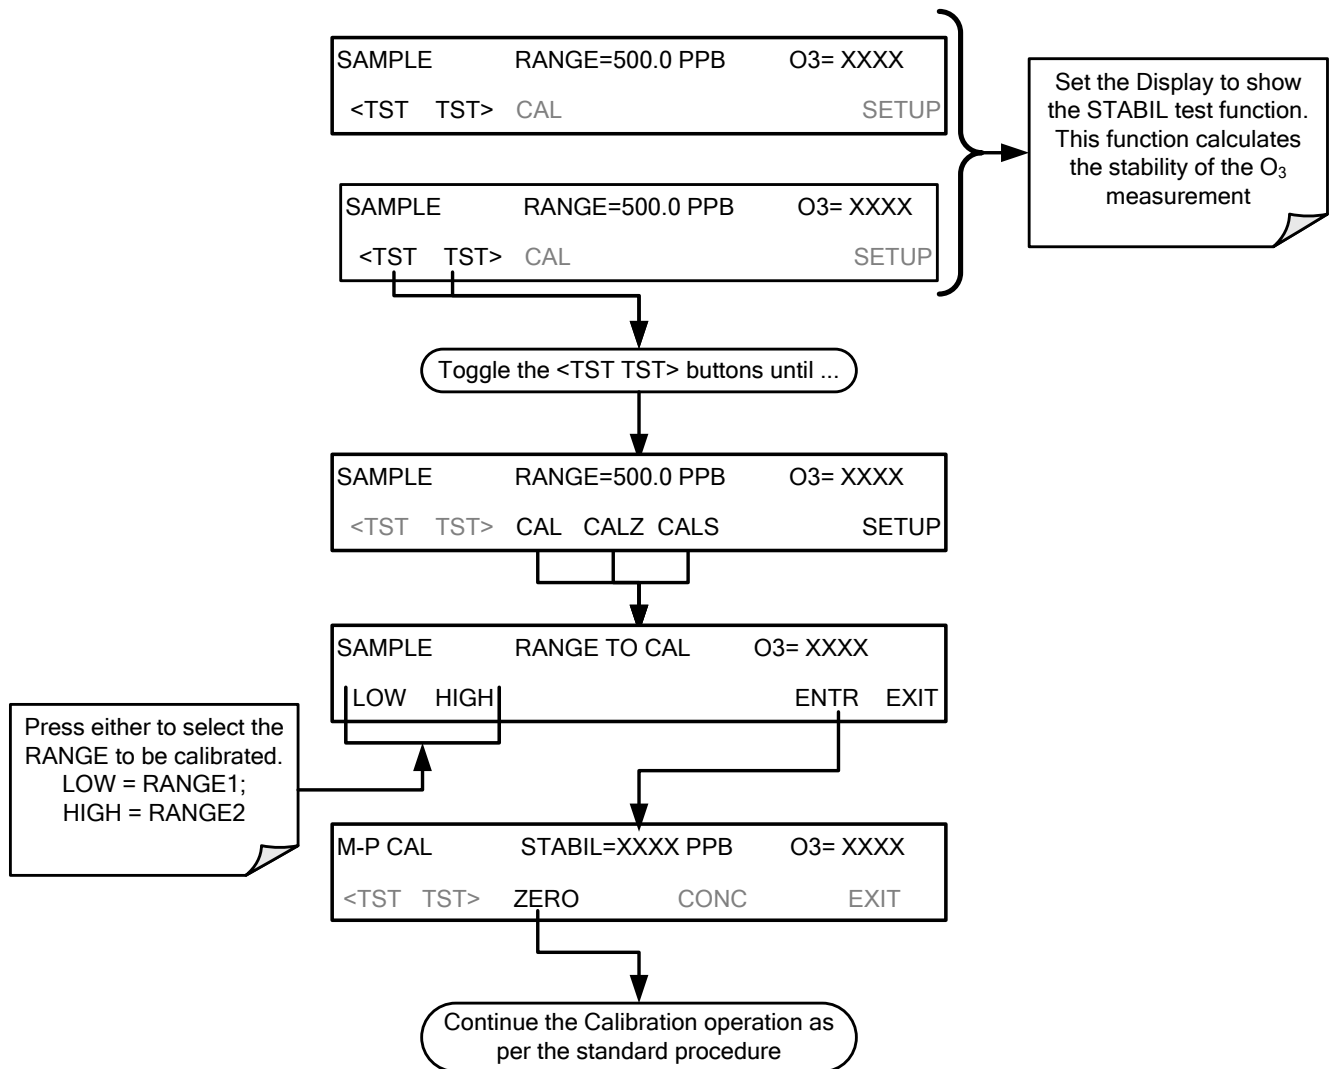 SAMPLE RANGE=500.0 PPB O3= XXXX
<TST TST> CAL SETUP
Set the Display to show
the STABIL test function.
This function calculates
the stability of the O₃
measurement
SAMPLE RANGE=500.0 PPB O3= XXXX
<TST TST> CAL SETUP
Toggle the <TST TST> buttons until ...
SAMPLE RANGE=500.0 PPB O3= XXXX
<TST TST> CAL CALZ CALS SETUP
SAMPLE RANGE TO CAL O3= XXXX
LOW HIGH ENTR EXIT
Press either to select the
RANGE to be calibrated.
LOW = RANGE1;
HIGH = RANGE2
M-P CAL STABIL=XXXX PPB O3= XXXX
<TST TST> ZERO CONC EXIT
Continue the Calibration operation as
per the standard procedure